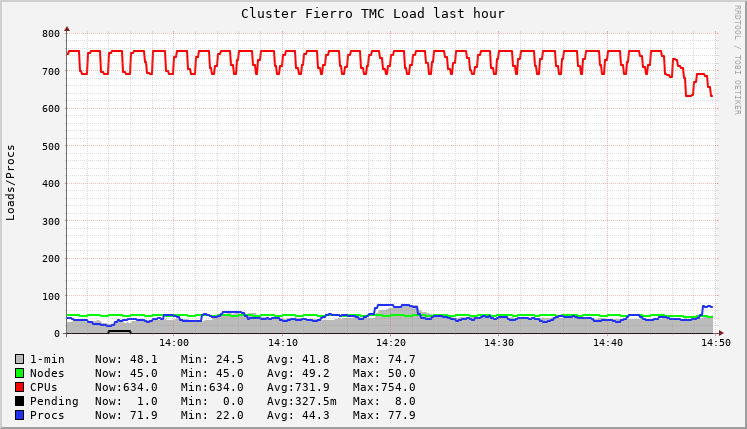 Cluster Fierro TMC Load last hour
RRDTOOL / TOBI OETIKER
Loads/Procs
800
700
600
500
400
300
200
100
0
14:00 14:10 14:20 14:30 14:40 14:50
1-min Now: 48.1 Min: 24.5 Avg: 41.8 Max: 74.7
Nodes Now: 45.0 Min: 45.0 Avg: 49.2 Max: 50.0
CPUs Now:634.0 Min:634.0 Avg:731.9 Max:754.0
Pending Now: 1.0 Min: 0.0 Avg:327.5m Max: 8.0
Procs Now: 71.9 Min: 22.0 Avg: 44.3 Max: 77.9